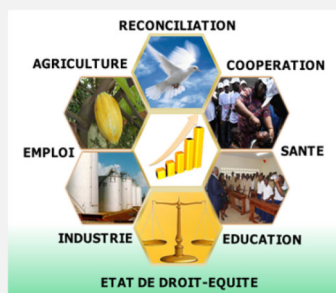 RECONCILIATION
AGRICULTURE
COOPERATION
EMPLOI
SANTE
INDUSTRIE
EDUCATION
ETAT DE DROIT-EQUITE